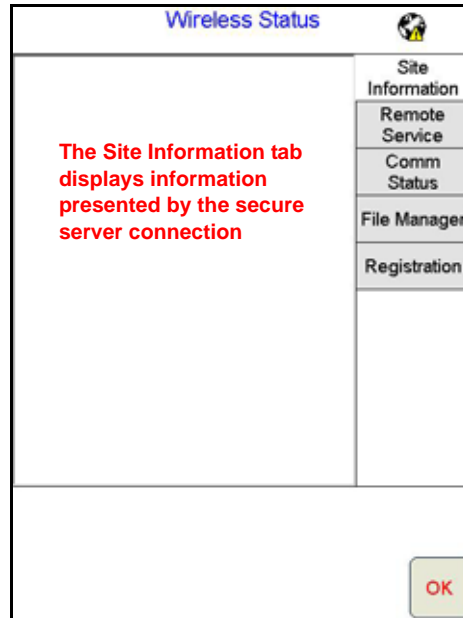 Wireless Status
Site
Information
Remote
Service
Comm
Status
File Manager
Registration
The Site Information tab
displays information
presented by the secure
server connection
OK